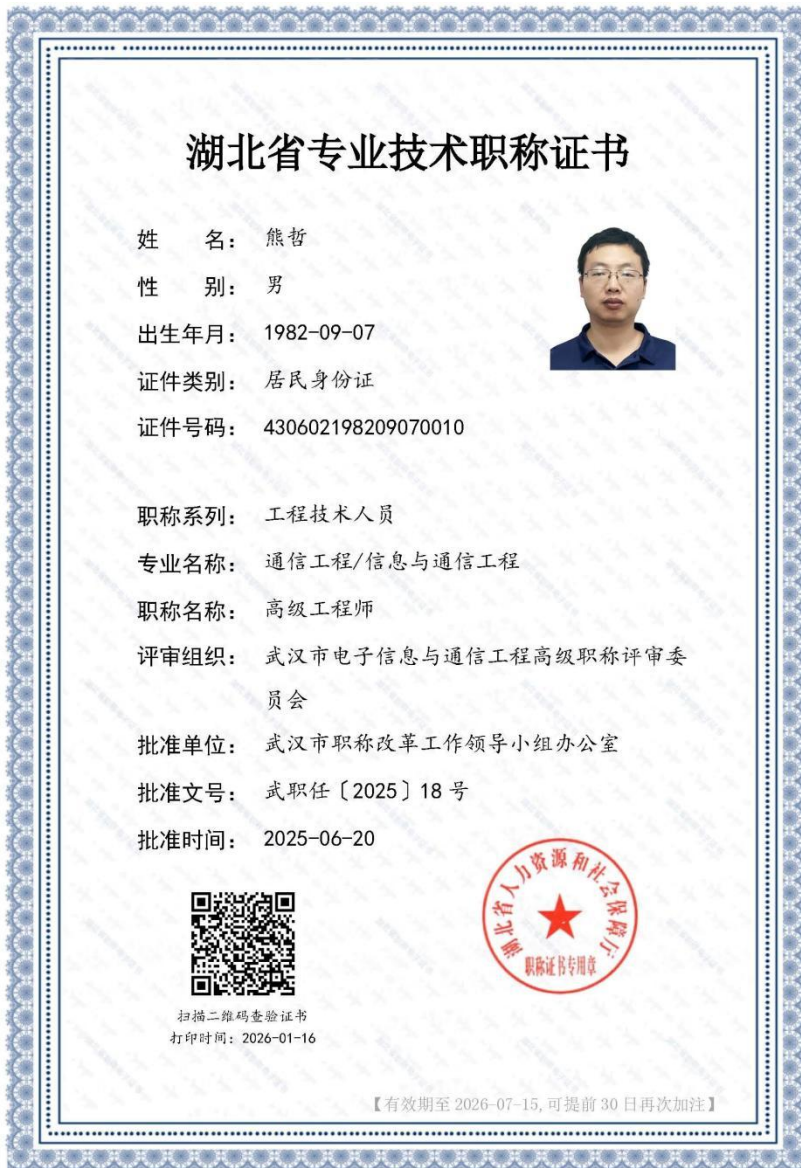 湖北省专业技术职称证书
姓 名： 熊哲
性 别： 男
出生年月： 1982-09-07
证件类别： 居民身份证
证件号码： 430602198209070010
职称系列： 工程技术人员
专业名称： 通信工程/信息与通信工程
职称名称： 高级工程师
评审组织： 武汉市电子信息与通信工程高级职称评审委
员会
批准单位： 武汉市职称改革工作领导小组办公室
批准文号： 武职任〔2025〕18 号
批准时间： 2025-06-20
湖北省人力资源和社会保障厅
职称证书专用章
扫描二维码查验证书
打印时间：2026-01-16
【有效期至 2026-07-15,可提前 30 日再次加注】